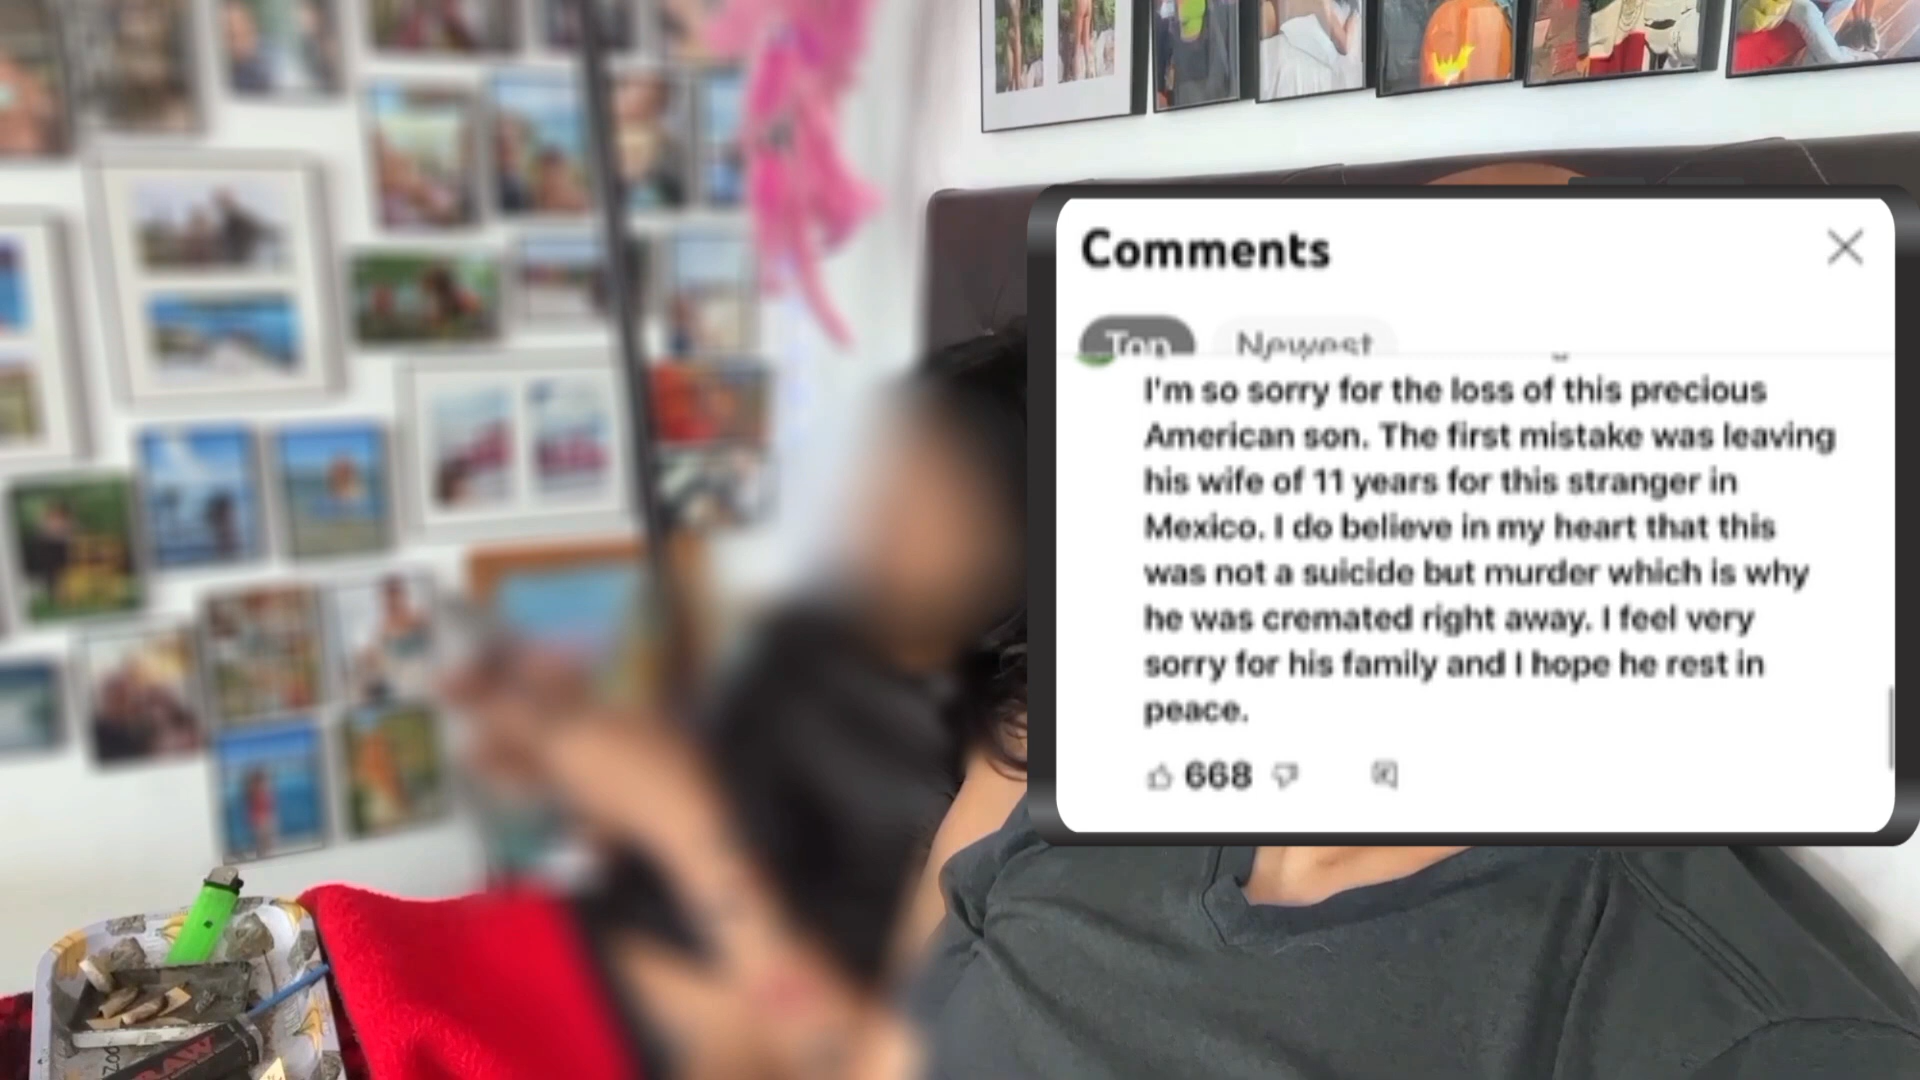 Comments
Top Newest
I'm so sorry for the loss of this precious
American son. The first mistake was leaving
his wife of 11 years for this stranger in
Mexico. I do believe in my heart that this
was not a suicide but murder which is why
he was cremated right away. I feel very
sorry for his family and I hope he rest in
peace.
668
RAW